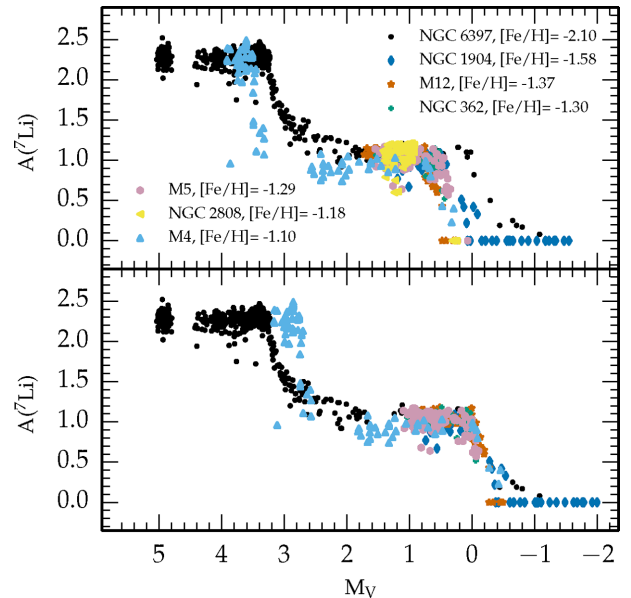 2.5
2.0
1.5
1.0
0.5
0.0
A(⁷Li)
NGC 6397, [Fe/H]= -2.10
NGC 1904, [Fe/H]= -1.58
M12, [Fe/H]= -1.37
NGC 362, [Fe/H]= -1.30
M5, [Fe/H]= -1.29
NGC 2808, [Fe/H]= -1.18
M4, [Fe/H]= -1.10
2.5
2.0
1.5
1.0
0.5
0.0
A(⁷Li)
5 4 3 2 1 0 −1 −2
M_V